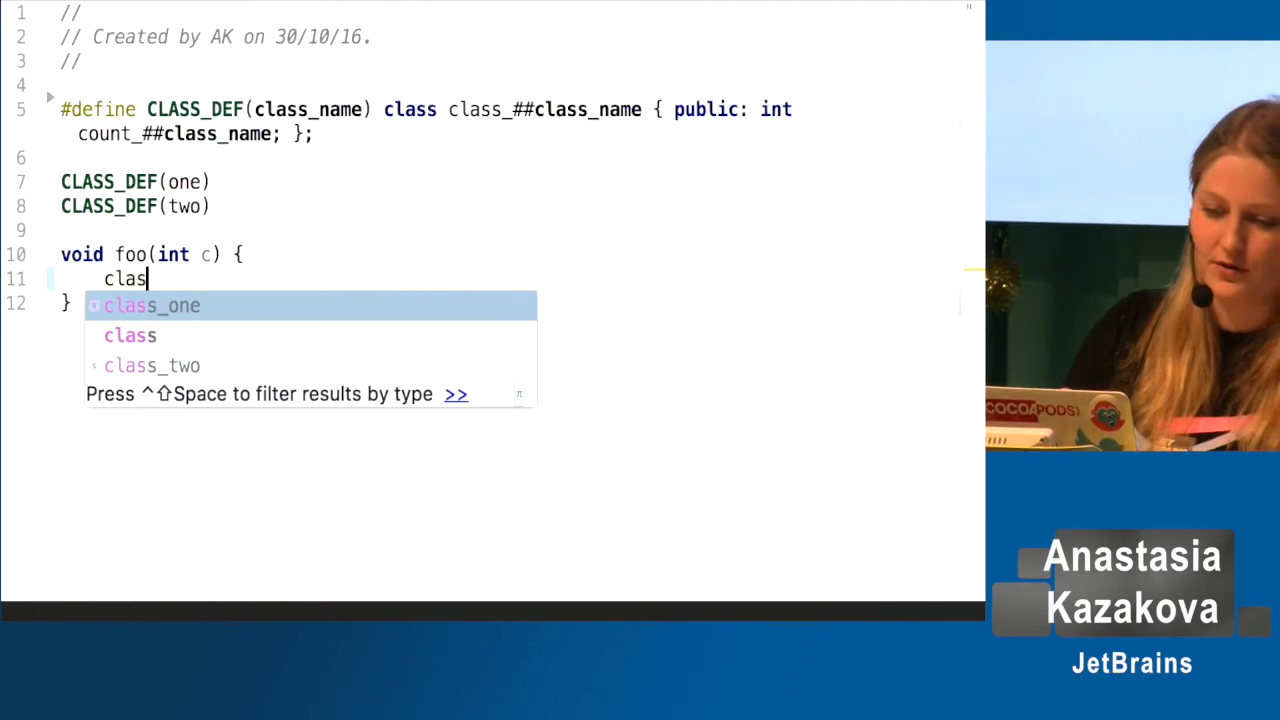 1 //
2 // Created by AK on 30/10/16.
3 //
4
5 #define CLASS_DEF(class_name) class class_##class_name { public: int
count_##class_name; };
6
7 CLASS_DEF(one)
8 CLASS_DEF(two)
9
10 void foo(int c) {
11 clas
12 }
class_one
class
class_two
Press ^⇧Space to filter results by type >> π
COCOAPODS
Anastasia
Kazakova
JetBrains